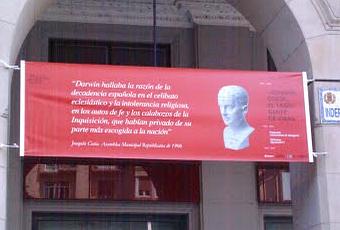 “Darwin hallaba la razón de la
decadencia española en el celibato
eclesiástico y la intolerancia religiosa,
en los autos de fe y los calabozos de la
Inquisición, que habían privado de su
parte más escogida a la nación”
Joaquín Costa. Asamblea Municipal Republicana de 1906